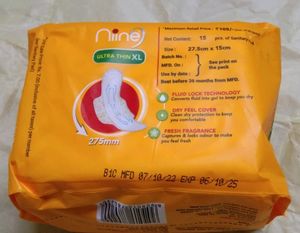 niine
ULTRA THIN XL
275mm
Maximum Retail Price :
Net Content: 15 pcs. of Sanitary
Size : 27.5cm x 15cm
Batch No. :
MFD. On :
Use by date :
See print on
the pack
Best before 36 months from MFD.
FLUID LOCK TECHNOLOGY
Converts fluid into gel to keep you dry
DRY FEEL COVER
Clean dry protection to keep
you comfortable
FRESH FRAGRANCE
Captures & locks odour to make
you feel fresh
B1C MFD 07/10/22 EXP 06/10/25